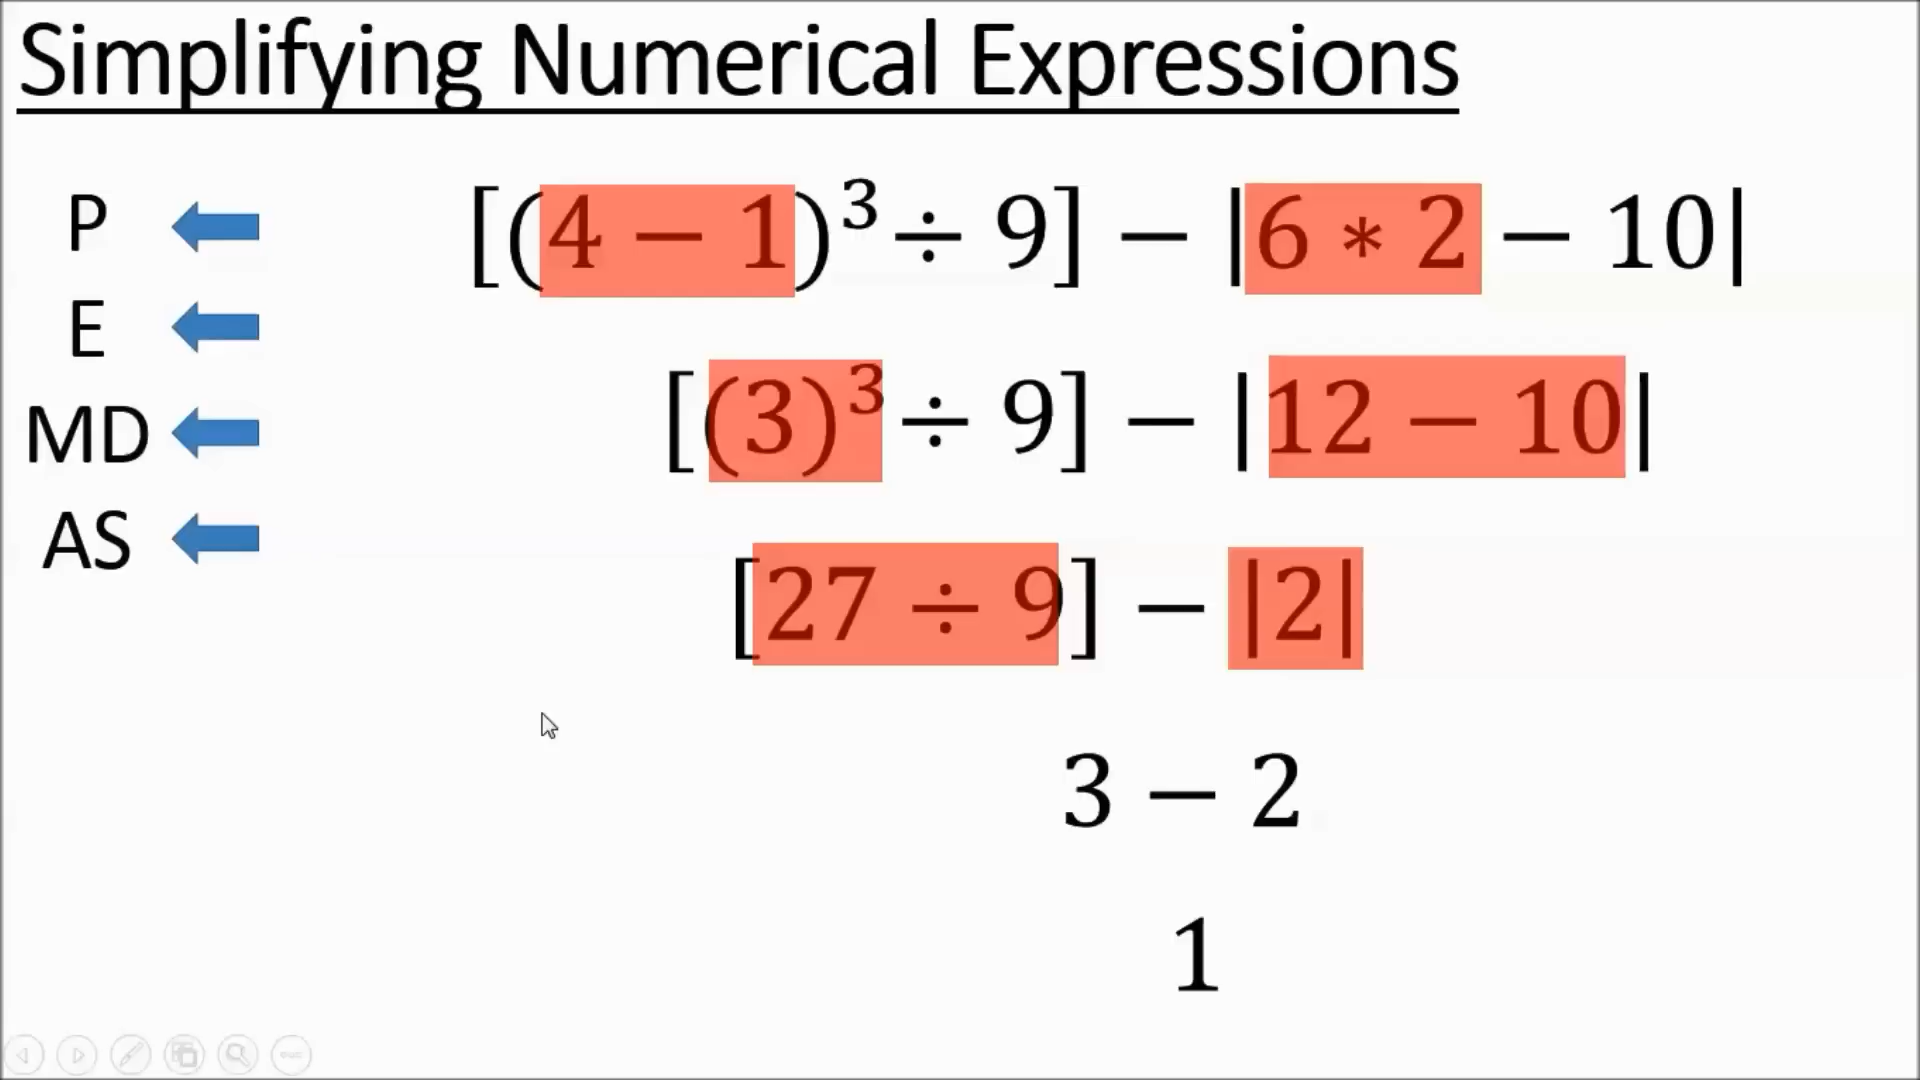 Simplifying Numerical Expressions
P
[(4 − 1)³ ÷ 9] − |6 ∗ 2 − 10|
E
[(3)³ ÷ 9] − |12 − 10|
MD
AS
[27 ÷ 9] − |2|
3 − 2
1